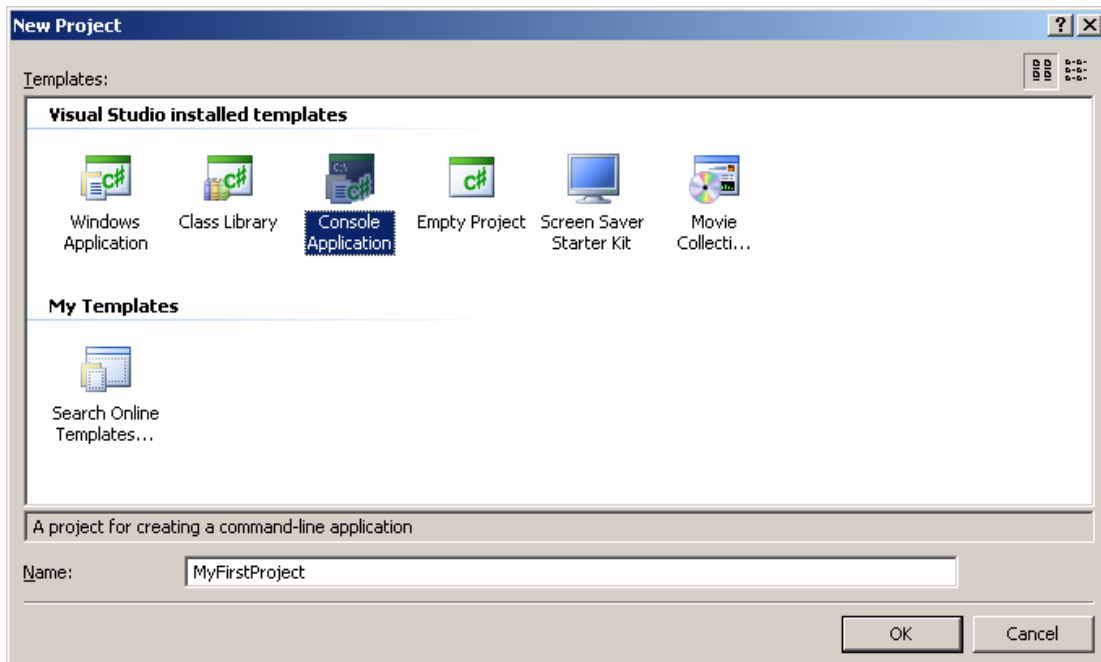 New Project
Templates:
Visual Studio installed templates
Windows Application
Class Library
Console Application
Empty Project
Screen Saver Starter Kit
Movie Collecti...
My Templates
Search Online Templates...
A project for creating a command-line application
Name:
MyFirstProject
OK
Cancel